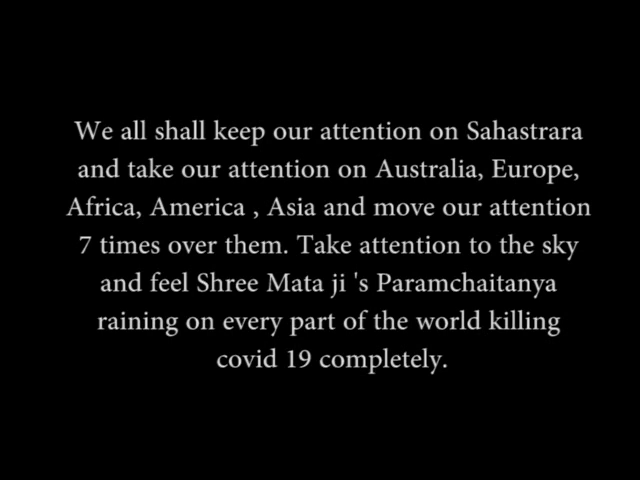 We all shall keep our attention on Sahastrara
and take our attention on Australia, Europe,
Africa, America , Asia and move our attention
7 times over them. Take attention to the sky
and feel Shree Mata ji 's Paramchaitanya
raining on every part of the world killing
covid 19 completely.